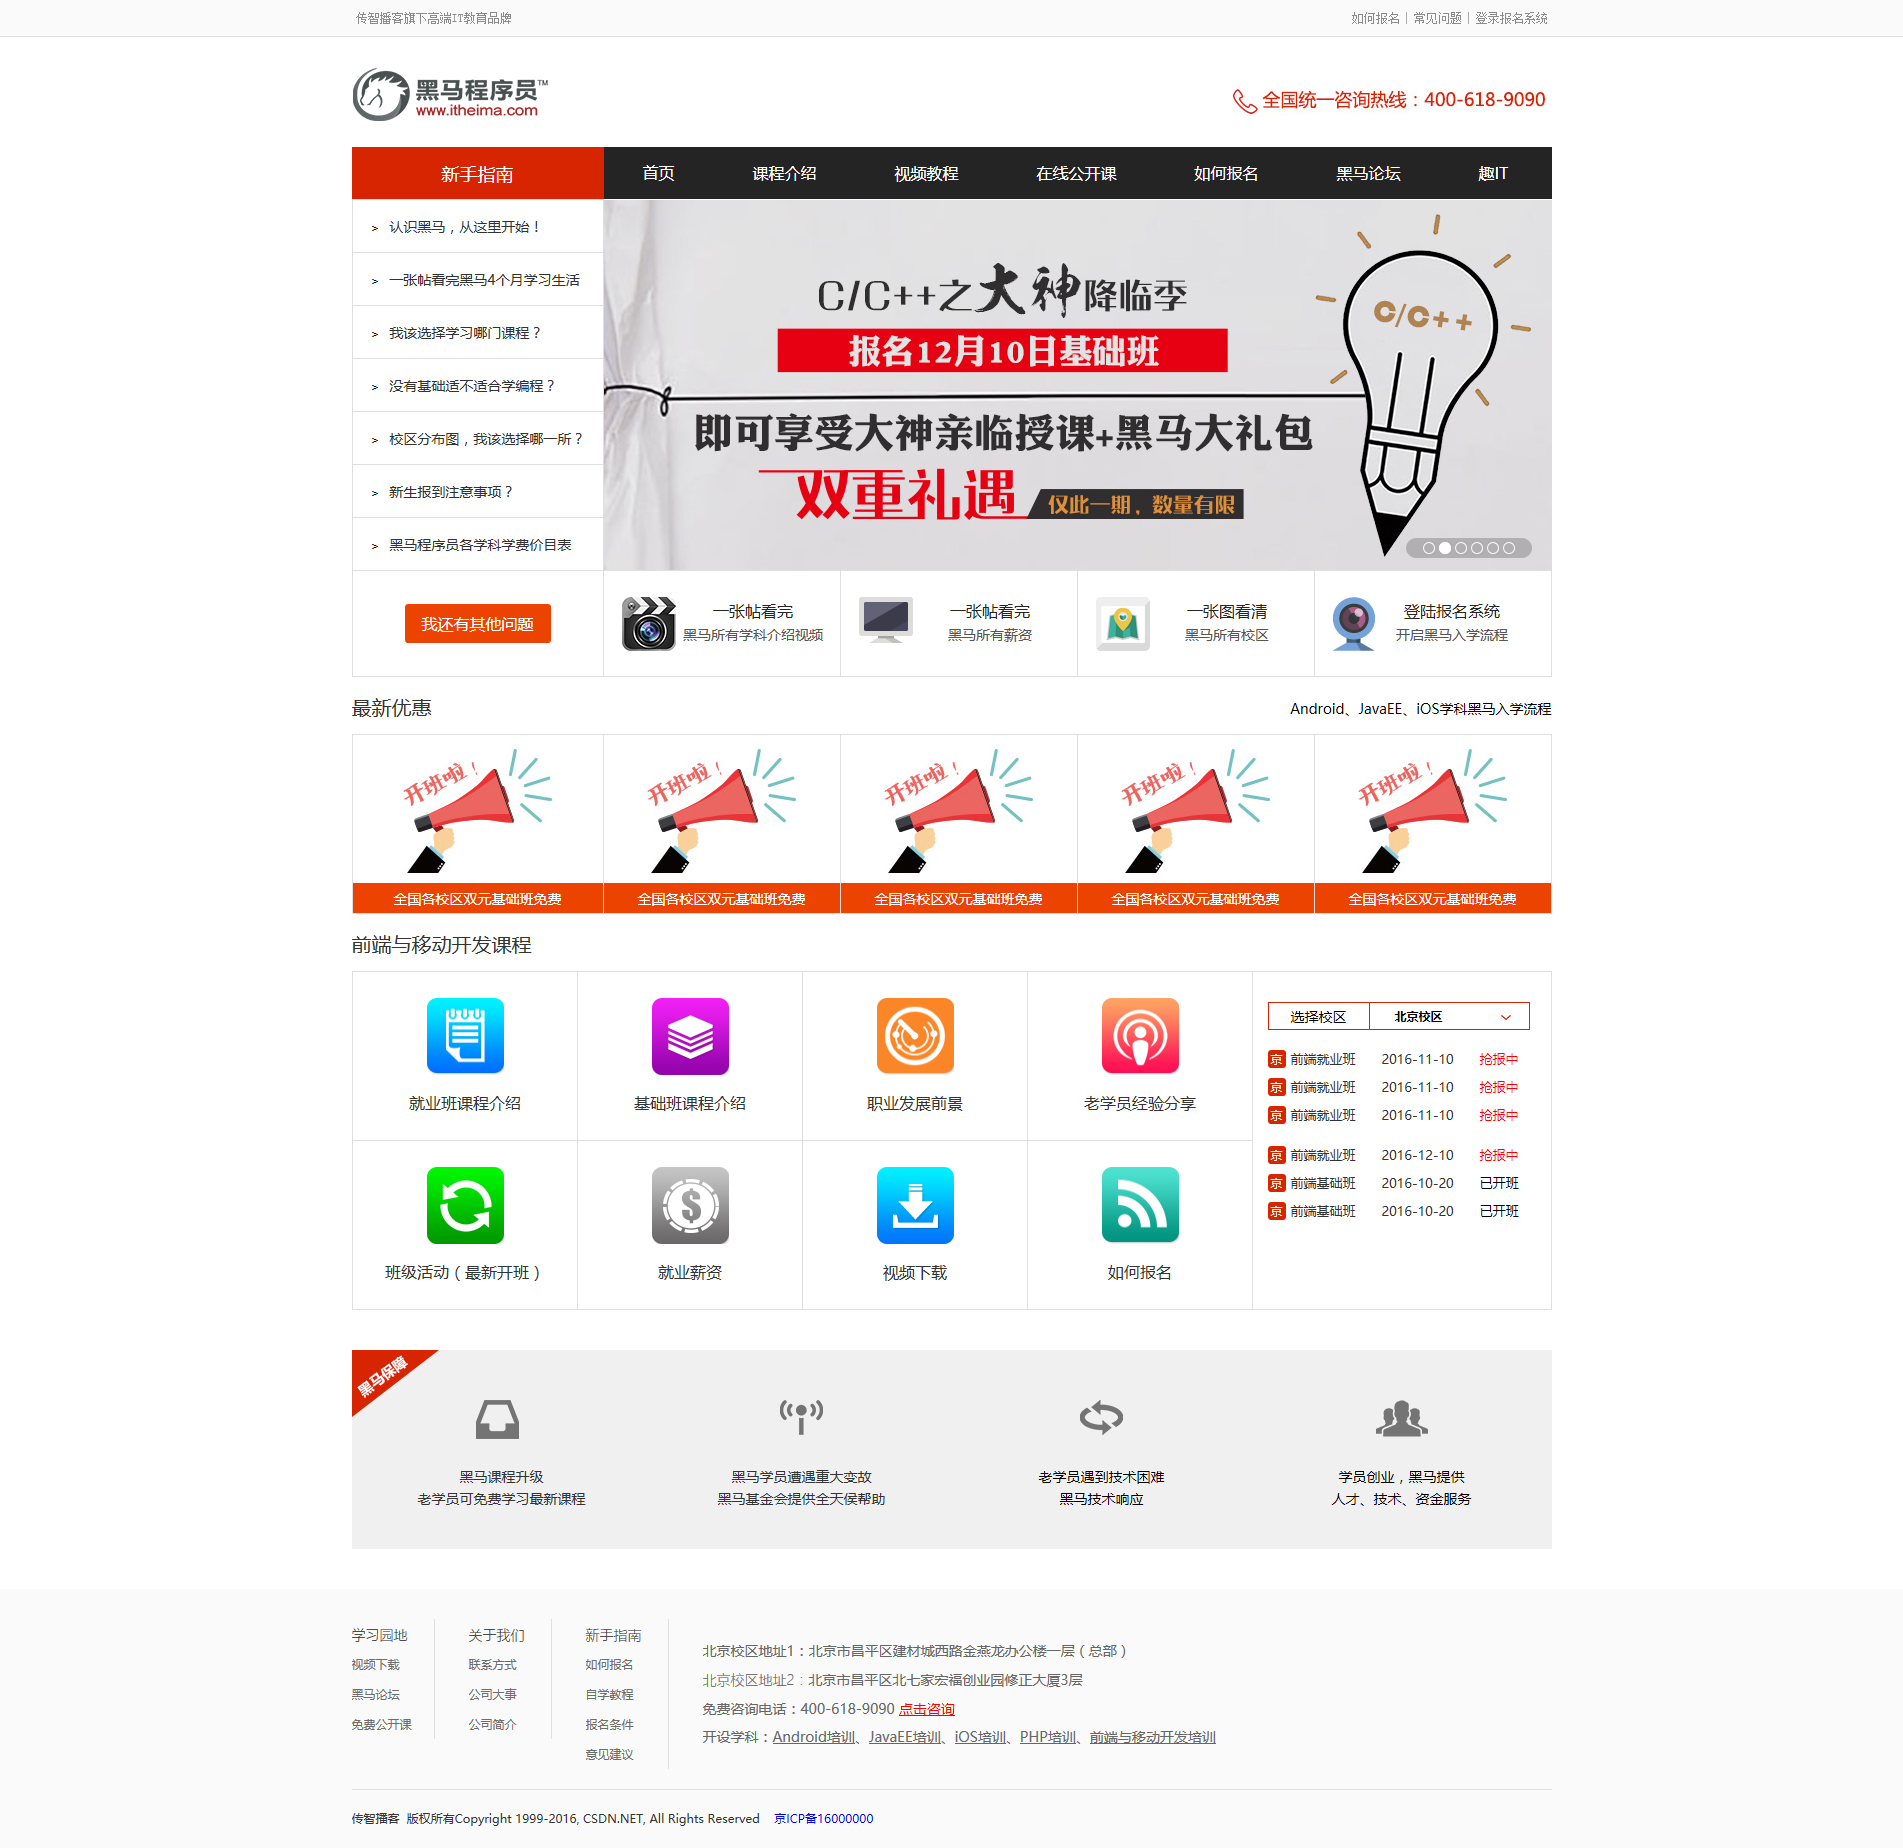 传智播客旗下高端IT教育品牌
如何报名 | 常见问题 | 登录报名系统
黑马程序员™
www.itheima.com
全国统一咨询热线：400-618-9090
新手指南 首页 课程介绍 视频教程 在线公开课 如何报名 黑马论坛 趣IT
> 认识黑马，从这里开始！
> 一张帖看完黑马4个月学习生活
> 我该选择学习哪门课程？
> 没有基础适不适合学编程？
> 校区分布图，我该选择哪一所？
> 新生报到注意事项？
> 黑马程序员各学科学费价目表
C/C++之大神降临季
报名12月10日基础班
即可享受大神亲临授课+黑马大礼包
双重礼遇 仅此一期，数量有限
C/C++
我还有其他问题
一张帖看完
黑马所有学科介绍视频
一张帖看完
黑马所有薪资
一张图看清
黑马所有校区
登陆报名系统
开启黑马入学流程
最新优惠
Android、JavaEE、iOS学科黑马入学流程
开班啦！
全国各校区双元基础班免费
开班啦！
全国各校区双元基础班免费
开班啦！
全国各校区双元基础班免费
开班啦！
全国各校区双元基础班免费
开班啦！
全国各校区双元基础班免费
前端与移动开发课程
就业班课程介绍
基础班课程介绍
职业发展前景
老学员经验分享
班级活动（最新开班）
就业薪资
视频下载
如何报名
选择校区 北京校区
京 前端就业班 2016-11-10 抢报中
京 前端就业班 2016-11-10 抢报中
京 前端就业班 2016-11-10 抢报中
京 前端就业班 2016-12-10 抢报中
京 前端基础班 2016-10-20 已开班
京 前端基础班 2016-10-20 已开班
黑马保障
黑马课程升级
老学员可免费学习最新课程
黑马学员遭遇重大变故
黑马基金会提供全天侯帮助
老学员遇到技术困难
黑马技术响应
学员创业，黑马提供
人才、技术、资金服务
学习园地
视频下载
黑马论坛
免费公开课
关于我们
联系方式
公司大事
公司简介
新手指南
如何报名
自学教程
报名条件
意见建议
北京校区地址1：北京市昌平区建材城西路金燕龙办公楼一层（总部）
北京校区地址2：北京市昌平区北七家宏福创业园修正大厦3层
免费咨询电话：400-618-9090 点击咨询
开设学科：Android培训、JavaEE培训、iOS培训、PHP培训、前端与移动开发培训
传智播客 版权所有Copyright 1999-2016, CSDN.NET, All Rights Reserved 京ICP备16000000